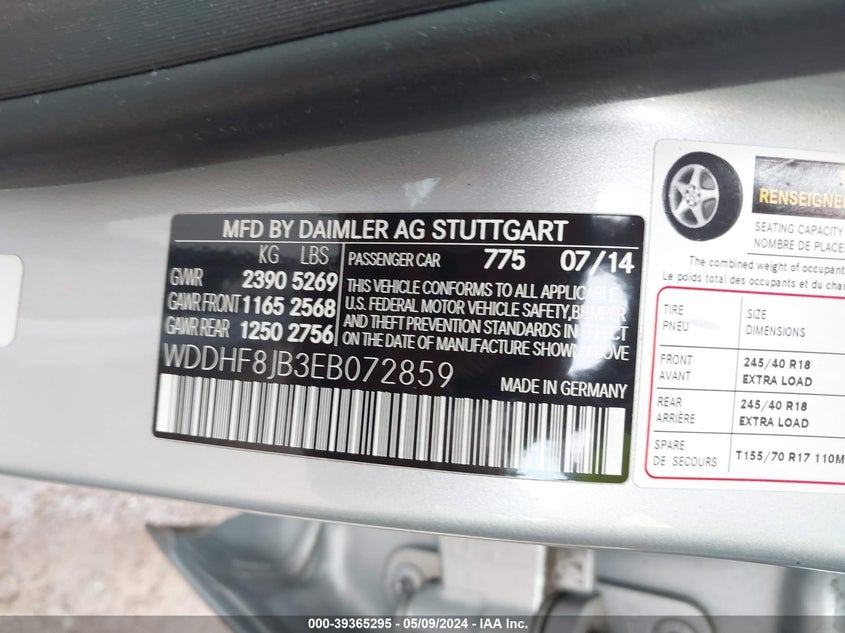 MFD BY DAIMLER AG STUTTGART
KG LBS
GVWR 2390 5269
GAWR FRONT 1165 2568
GAWR REAR 1250 2756
PASSENGER CAR 775 07/14
THIS VEHICLE CONFORMS TO ALL APPLICABLE
U.S. FEDERAL MOTOR VEHICLE SAFETY, BUMPER
AND THEFT PREVENTION STANDARDS IN EFFECT
ON THE DATE OF MANUFACTURE SHOWN ABOVE
WDDHF8JB3EB072859
MADE IN GERMANY
SEATING CAPACITY
NOMBRE DE PLACES
The combined weight of
Le poids total des occupants et du
TIRE SIZE
PNEU DIMENSIONS
FRONT 245/40 R18
AVANT EXTRA LOAD
REAR 245/40 R18
ARRIÈRE EXTRA LOAD
SPARE T155/70 R17 110M
DE SECOURS
000-39365295 - 05/09/2024 - IAA Inc.